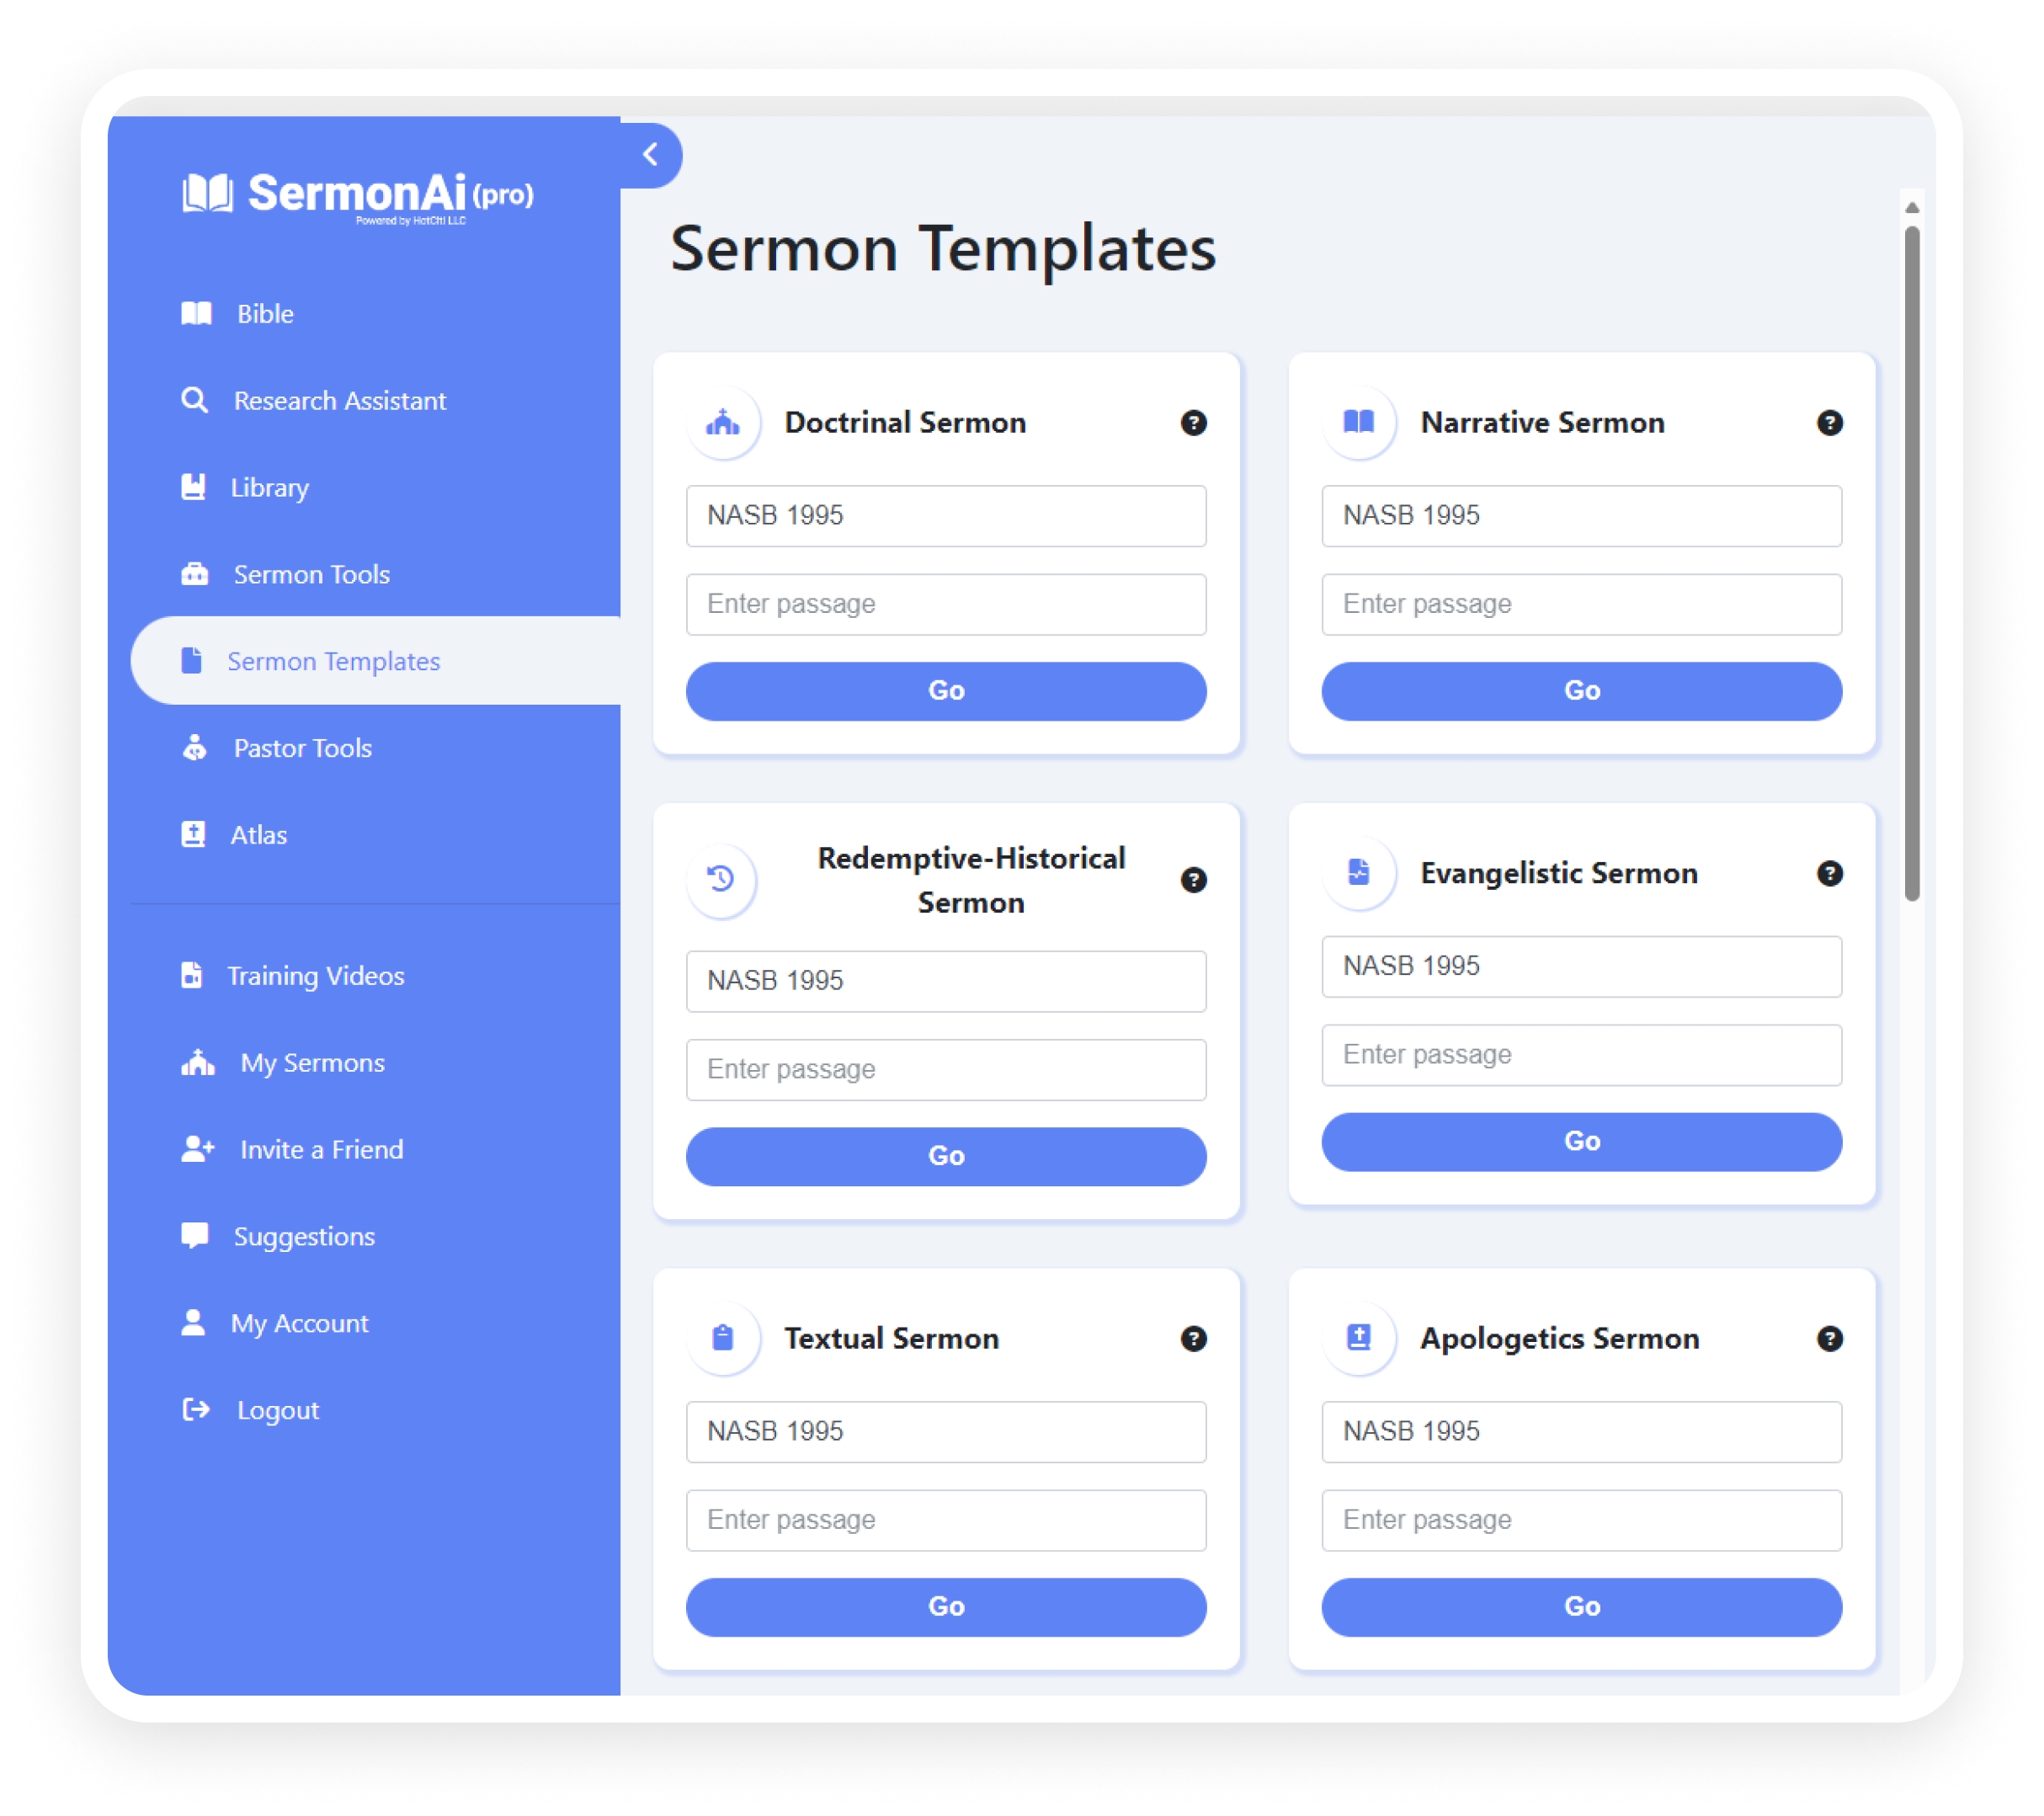 SermonAi (pro)
Powered by HotCiti LLC
Bible
Research Assistant
Library
Sermon Tools
Sermon Templates
Pastor Tools
Atlas
Training Videos
My Sermons
Invite a Friend
Suggestions
My Account
Logout
Sermon Templates
Doctrinal Sermon
NASB 1995
Enter passage
Go
Narrative Sermon
NASB 1995
Enter passage
Go
Redemptive-Historical
Sermon
NASB 1995
Enter passage
Go
Evangelistic Sermon
NASB 1995
Enter passage
Go
Textual Sermon
NASB 1995
Enter passage
Go
Apologetics Sermon
NASB 1995
Enter passage
Go